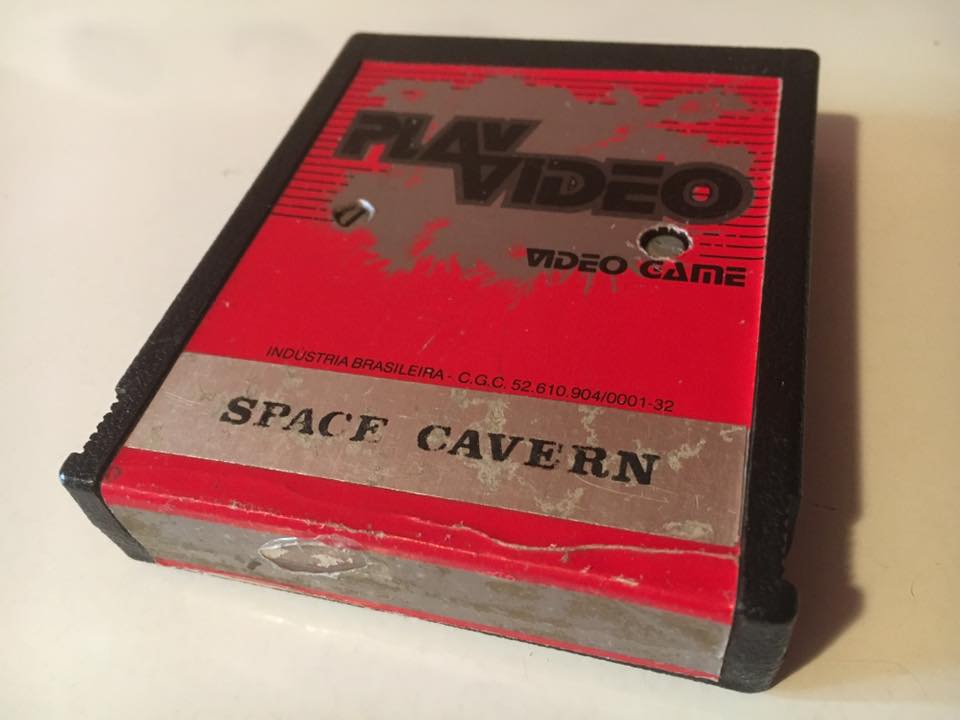 PLAY
VIDEO
VIDEO GAME
INDÚSTRIA BRASILEIRA - C.G.C. 52.610.904/0001-32
SPACE CAVERN